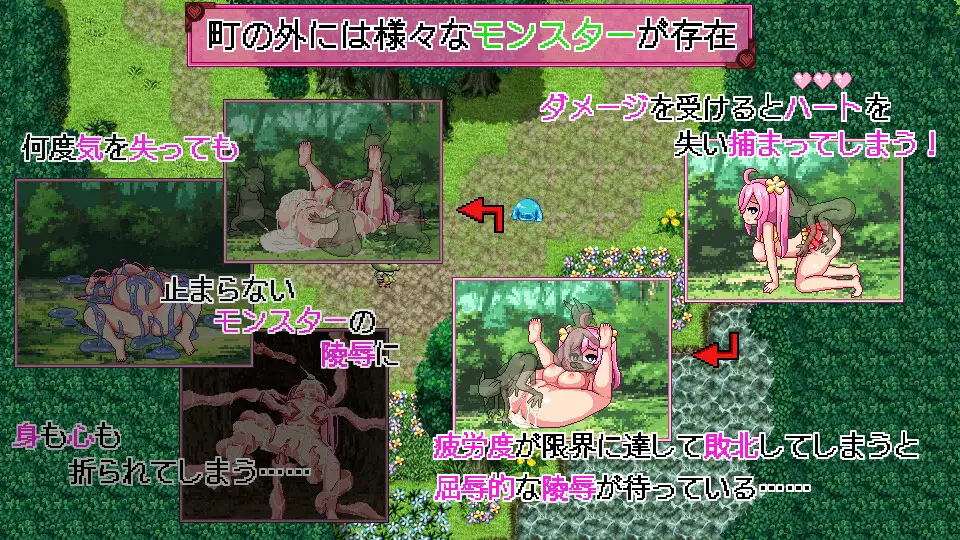 町の外には様々なモンスターが存在
ダメージを受けるとハートを
失い捕まってしまう！
何度気を失っても
止まらない
モンスターの
陵辱に
身も心も
折られてしまう……
疲労度が限界に達して敗北してしまうと
屈辱的な陵辱が待っている……